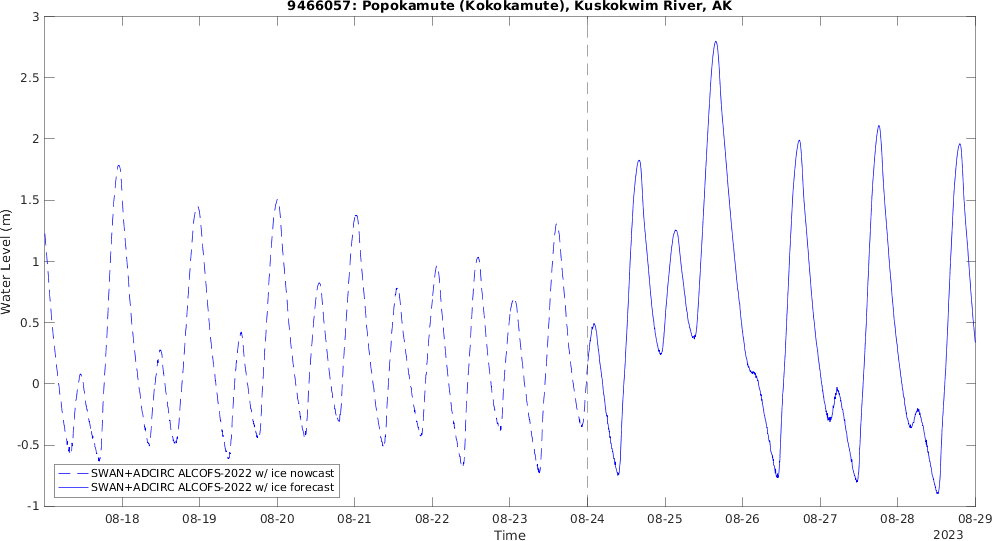 9466057: Popokamute (Kokokamute), Kuskokwim River, AK
3
2.5
2
1.5
1
0.5
0
-0.5
-1
Water Level (m)
SWAN+ADCIRC ALCOFS-2022 w/ ice nowcast
SWAN+ADCIRC ALCOFS-2022 w/ ice forecast
08-18 08-19 08-20 08-21 08-22 08-23 08-24 08-25 08-26 08-27 08-28 08-29
Time
2023